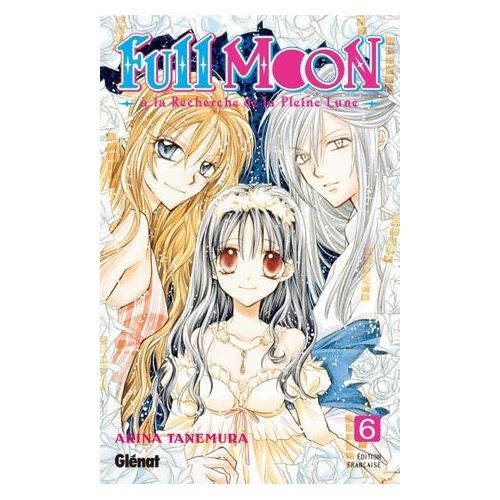 Full MOON
à la Recherche de la Pleine Lune
ARINA TANEMURA
6
Glénat
ÉDITION
FRANÇAISE